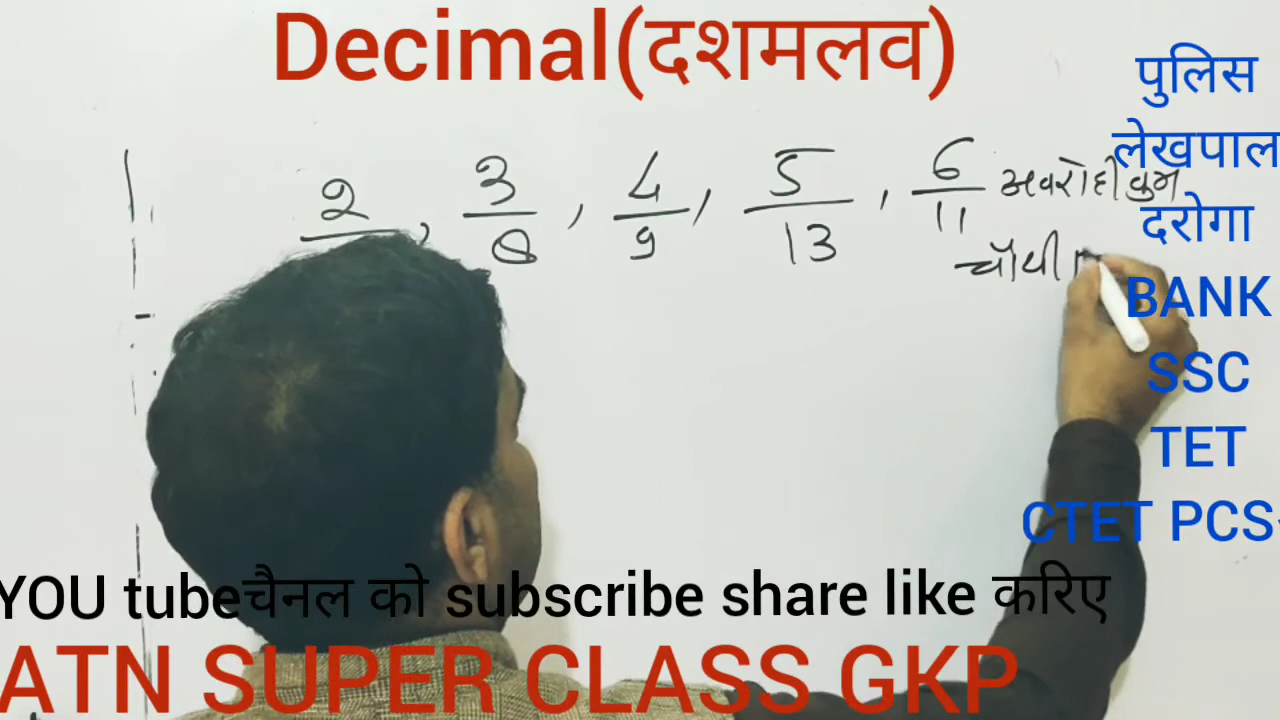 Decimal(दशमलव)
2 , 3/8 , 4/9 , 5/13 , 6/11 अवरोही क्रम
चौथी
पुलिस
लेखपाल
दरोगा
BANK
SSC
TET
CTET PCS
YOU tubeचैनल को subscribe share like करिए
ATN SUPER CLASS GKP